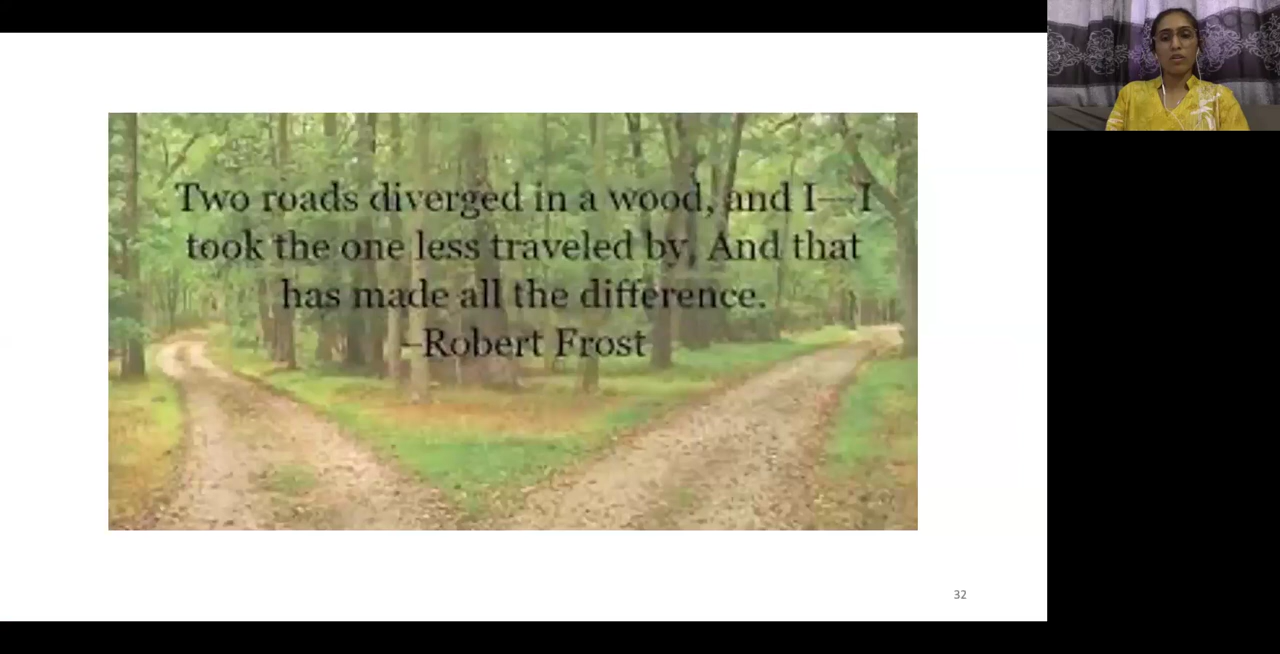 Two roads diverged in a wood, and I—I
took the one less traveled by, And that
has made all the difference.
–Robert Frost
32